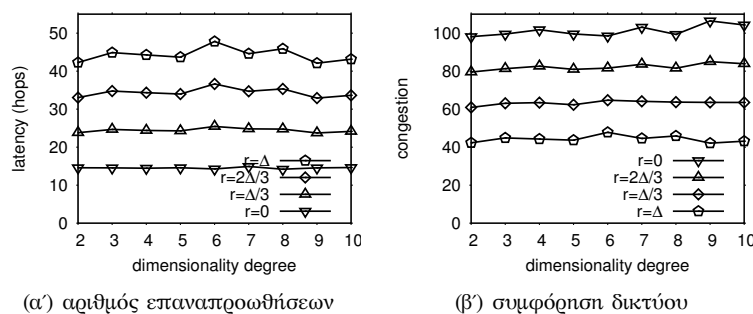 50
40
30
20
10
0
latency (hops)
r=Δ
r=2Δ/3
r=Δ/3
r=0
2 3 4 5 6 7 8 9 10
dimensionality degree
(αʹ) αριθμός επαναπροωθήσεων
100
80
60
40
20
0
congestion
r=0
r=2Δ/3
r=Δ/3
r=Δ
2 3 4 5 6 7 8 9 10
dimensionality degree
(βʹ) συμφόρηση δικτύου